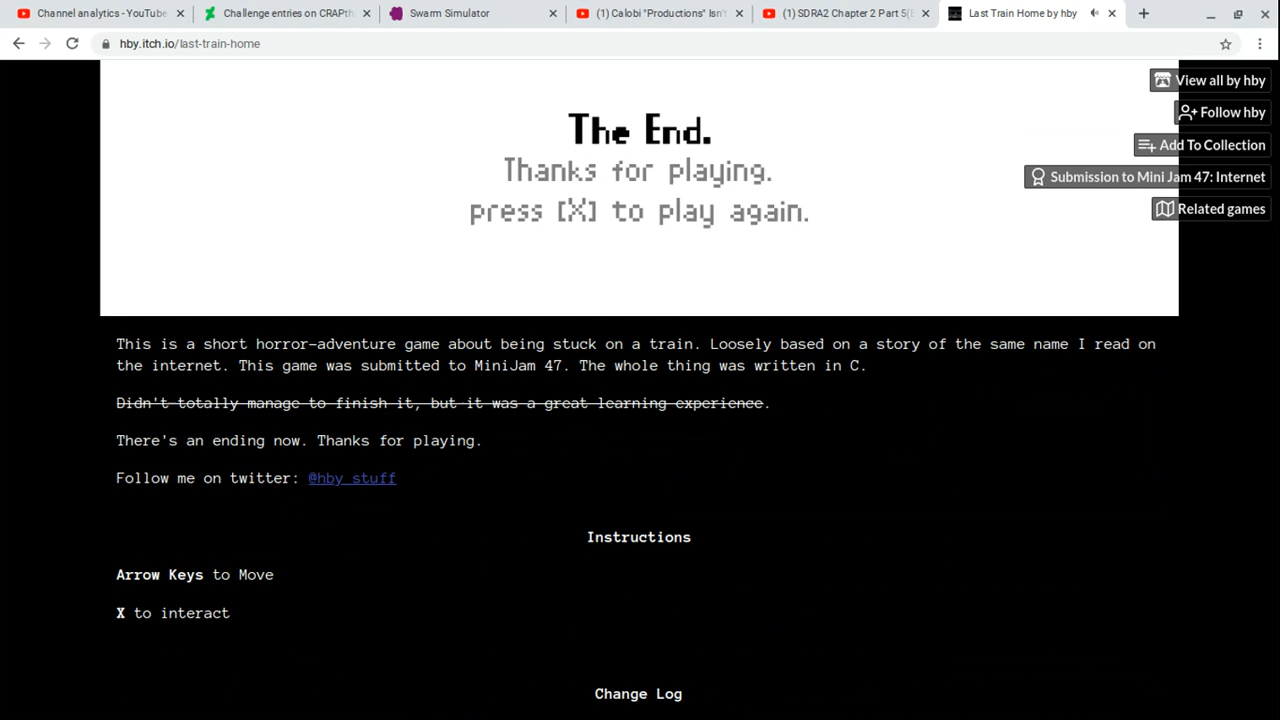 Channel analytics - YouTube
Challenge entries on CRAPth
Swarm Simulator
(1) Calobi "Productions" Isn't
(1) SDRA2 Chapter 2 Part 5(
Last Train Home by hby
hby.itch.io/last-train-home
View all by hby
Follow hby
Add To Collection
Submission to Mini Jam 47: Internet
Related games
The End.
Thanks for playing.
press [X] to play again.
This is a short horror-adventure game about being stuck on a train. Loosely based on a story of the same name I read on
the internet. This game was submitted to MiniJam 47. The whole thing was written in C.
Didn't totally manage to finish it, but it was a great learning experience.
There's an ending now. Thanks for playing.
Follow me on twitter: @hby_stuff
Instructions
Arrow Keys to Move
X to interact
Change Log